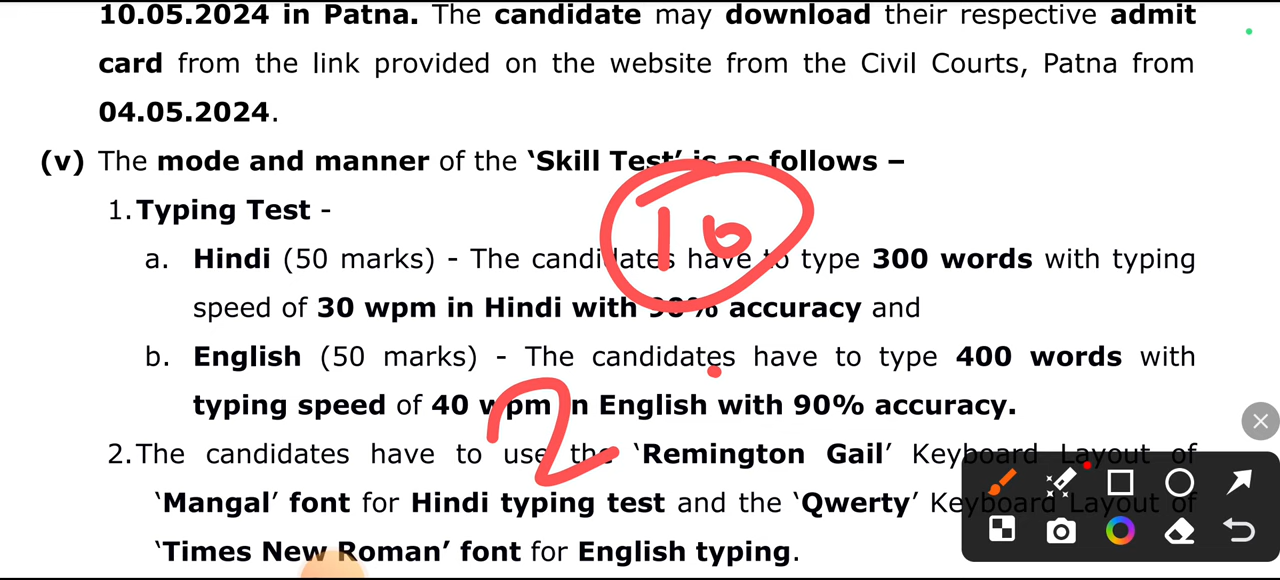 10.05.2024 in Patna. The candidate may download their respective admit
card from the link provided on the website from the Civil Courts, Patna from
04.05.2024.
(v) The mode and manner of the ‘Skill Test’ is as follows –
1. Typing Test -
a. Hindi (50 marks) - The candidates have to type 300 words with typing
speed of 30 wpm in Hindi with 90% accuracy and
b. English (50 marks) - The candidates have to type 400 words with
typing speed of 40 wpm in English with 90% accuracy.
2. The candidates have to use the ‘Remington Gail’ Keyboard Layout of
‘Mangal’ font for Hindi typing test and the ‘Qwerty’ Keyboard Layout of
‘Times New Roman’ font for English typing.
2